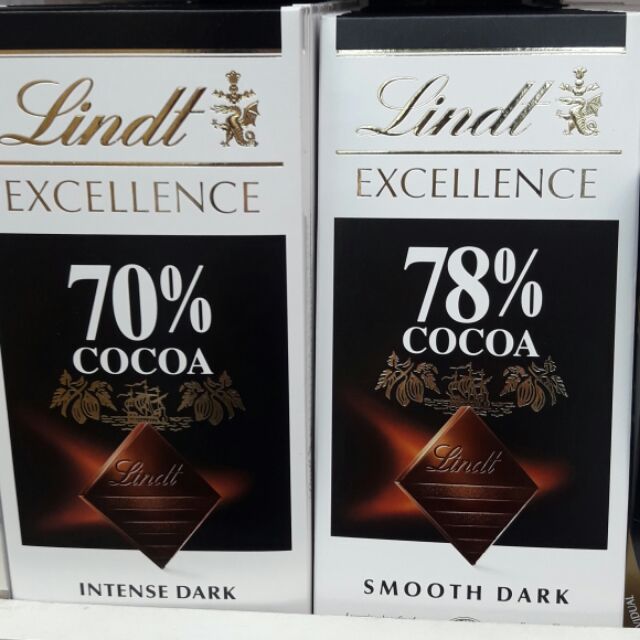 Lindt
EXCELLENCE
70%
COCOA
Lindt
INTENSE DARK
Lindt
EXCELLENCE
78%
COCOA
Lindt
SMOOTH DARK